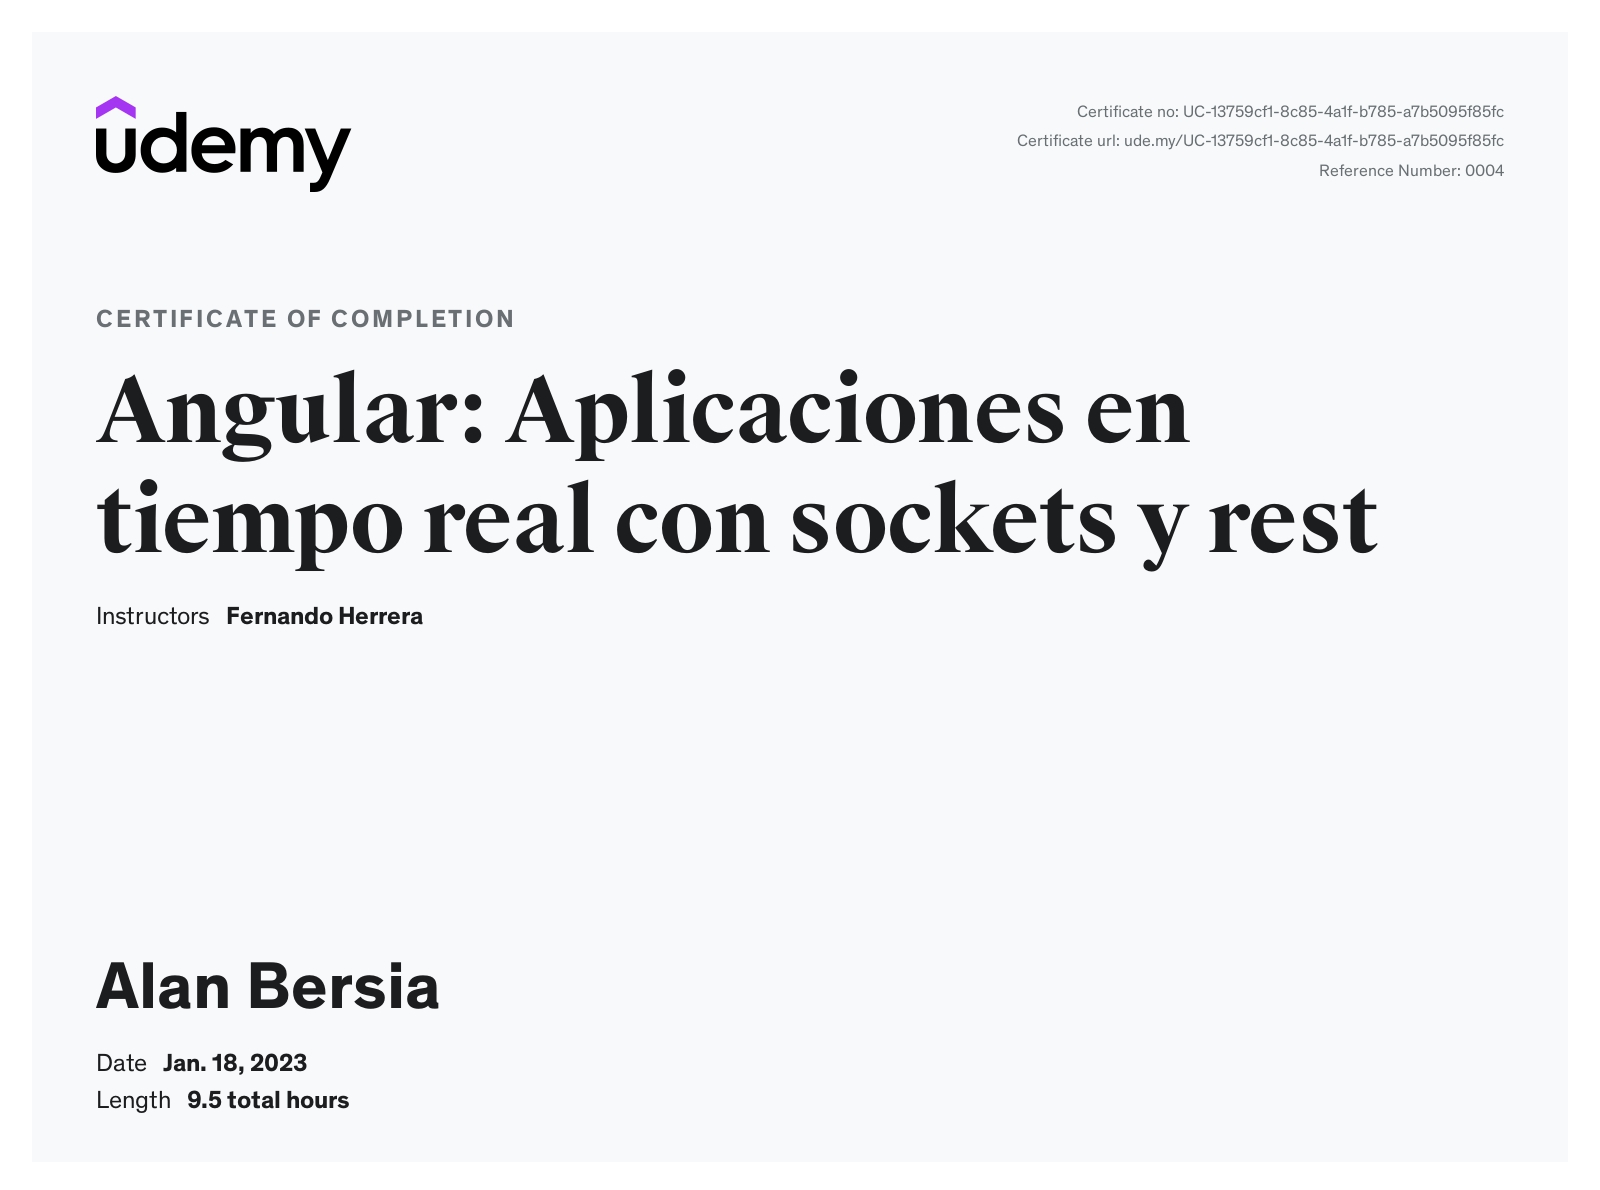 udemy
Certificate no: UC-13759cf1-8c85-4a1f-b785-a7b5095f85fc
Certificate url: ude.my/UC-13759cf1-8c85-4a1f-b785-a7b5095f85fc
Reference Number: 0004
CERTIFICATE OF COMPLETION
Angular: Aplicaciones en
tiempo real con sockets y rest
Instructors Fernando Herrera
Alan Bersia
Date Jan. 18, 2023
Length 9.5 total hours